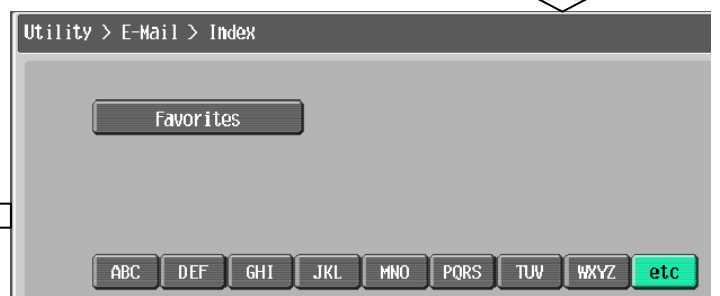 Utility > E-Mail > Index
Favorites
ABC DEF GHI JKL MNO PQRS TUV WXYZ etc